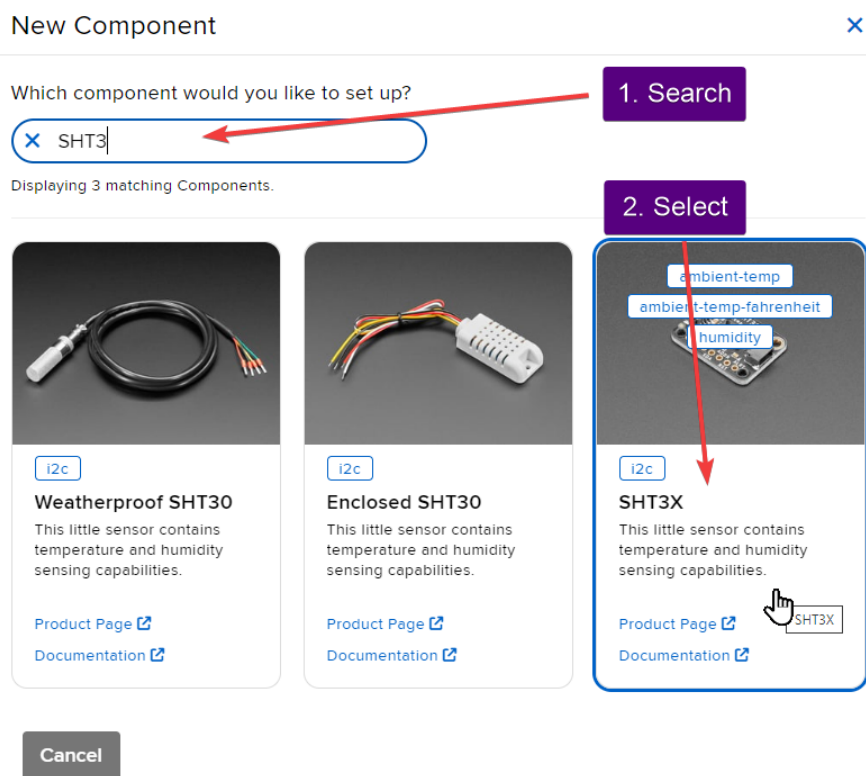 New Component
Which component would you like to set up?
1. Search
SHT3
Displaying 3 matching Components.
2. Select
ambient-temp
ambient-temp-fahrenheit
humidity
i2c
Weatherproof SHT30
This little sensor contains
temperature and humidity
sensing capabilities.
Product Page
Documentation
i2c
Enclosed SHT30
This little sensor contains
temperature and humidity
sensing capabilities.
Product Page
Documentation
i2c
SHT3X
This little sensor contains
temperature and humidity
sensing capabilities.
SHT3X
Product Page
Documentation
Cancel